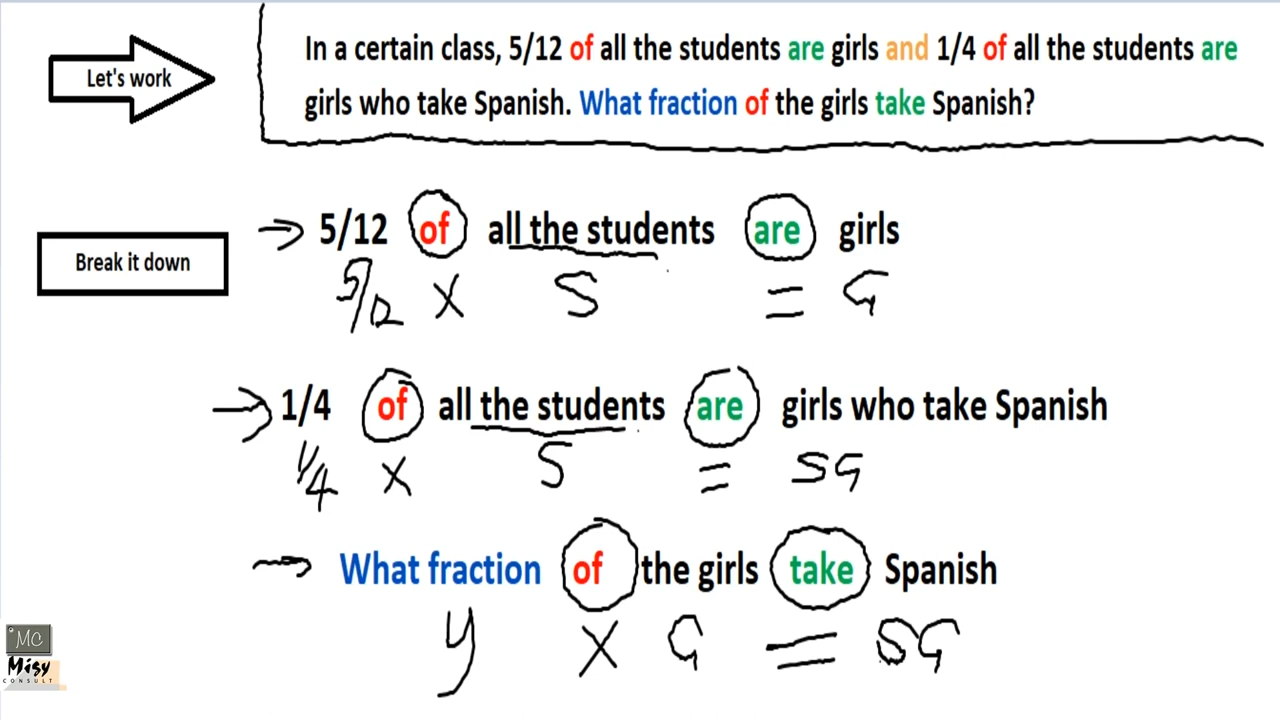 Let's work
In a certain class, 5/12 of all the students are girls and 1/4 of all the students are
girls who take Spanish. What fraction of the girls take Spanish?
Break it down
5/12 of all the students are girls
5/12 X S = G
1/4 of all the students are girls who take Spanish
1/4 X S = SG
What fraction of the girls take Spanish
y X G = SG
MC
Misy
CONSULT